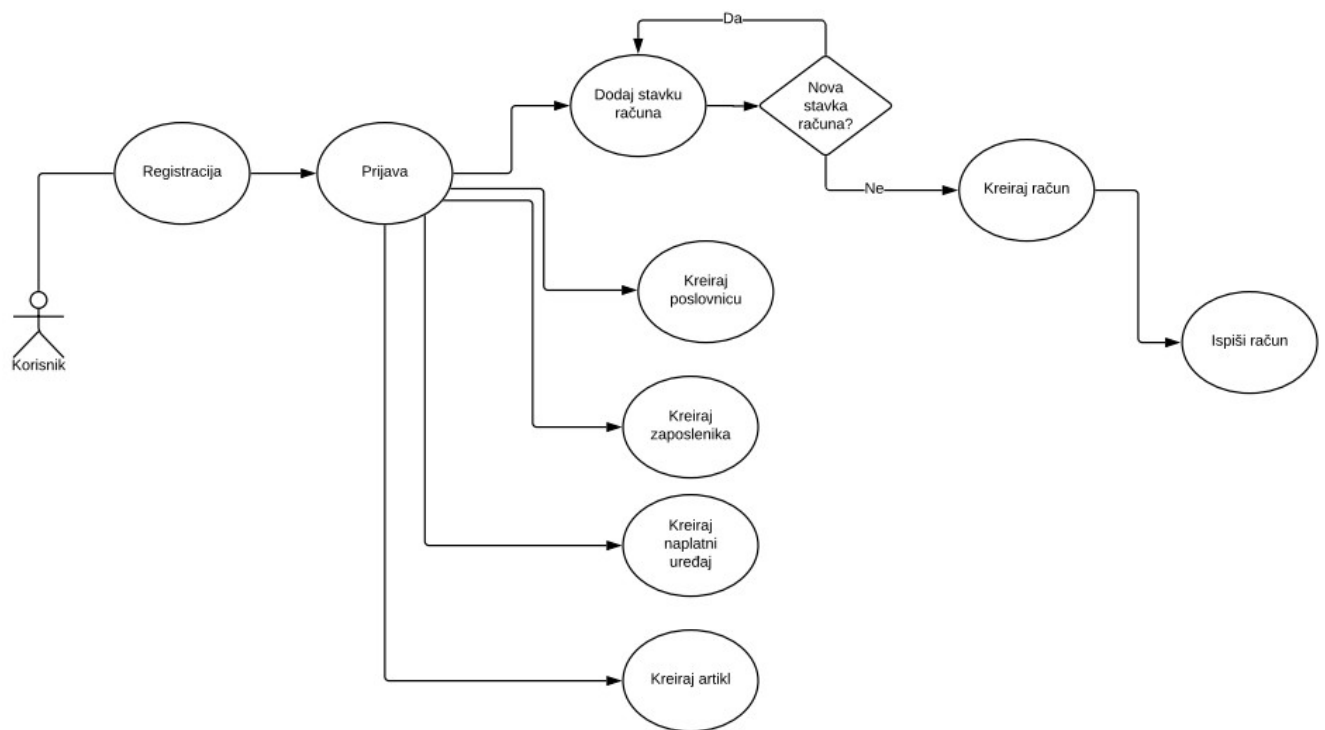 Da
Dodaj stavku
računa
Nova
stavka
računa?
Registracija
Prijava
Ne
Kreiraj račun
Kreiraj
poslovnicu
Ispiši račun
Korisnik
Kreiraj
zaposlenika
Kreiraj
naplatni
uređaj
Kreiraj artikl